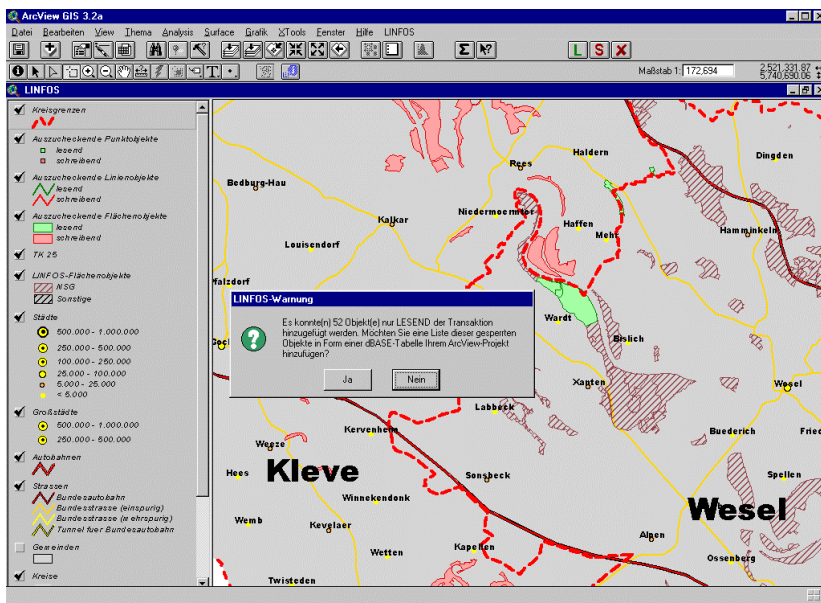 ArcView GIS 3.2a
Datei Bearbeiten View Thema Analysis Surface Grafik XTools Fenster Hilfe LINFOS
Σ
L S X
T
Maßstab 1: 172,694
2.521,331.87
5,740,690.06
LINFOS
Kreisgrenzen
Auszucheckende Punktobjekte
lesend
schreibend
Auszucheckende Linienobjekte
lesend
schreibend
Auszucheckende Flächenobjekte
lesend
schreibend
TK 25
LINFOS-Flächenobjekte
NSG
Sonstige
Städte
500.000 - 1.000.000
250.000 - 500.000
100.000 - 250.000
25.000 - 100.000
5.000 - 25.000
< 5.000
Großstädte
500.000 - 1.000.000
250.000 - 500.000
Autobahnen
Strassen
Bundesautobahn
Bundesstrasse (einspurig)
Bundesstrasse (mehrspurig)
Tunnel fuer Bundesautobahn
Gemeinden
Kreise
Haldern
Dingden
Rees
Bedburg-Hau
Niedermoermter
Kalkar
Haffen
Mehr
Hamminkeln
Louisendorf
Pfalzdorf
LINFOS-Warnung
Es konnte(n) 52 Objekt(e) nur LESEND der Transaktion
hinzugefügt werden. Möchten Sie eine Liste dieser gesperrten
Objekte in Form einer dBASE-Tabelle Ihrem ArcView-Projekt
hinzufügen?
Ja
Nein
Wardt
Bislich
Xanten
Wesel
Labbeck
Kervenheim
Buederich
Weeze
Kleve
Hees
Sonsbeck
Spellen
Winnekendonk
Wesel
Wemb
Kevelaer
Alpen
Wetten
Kapellen
Ossenberg
Twisteden